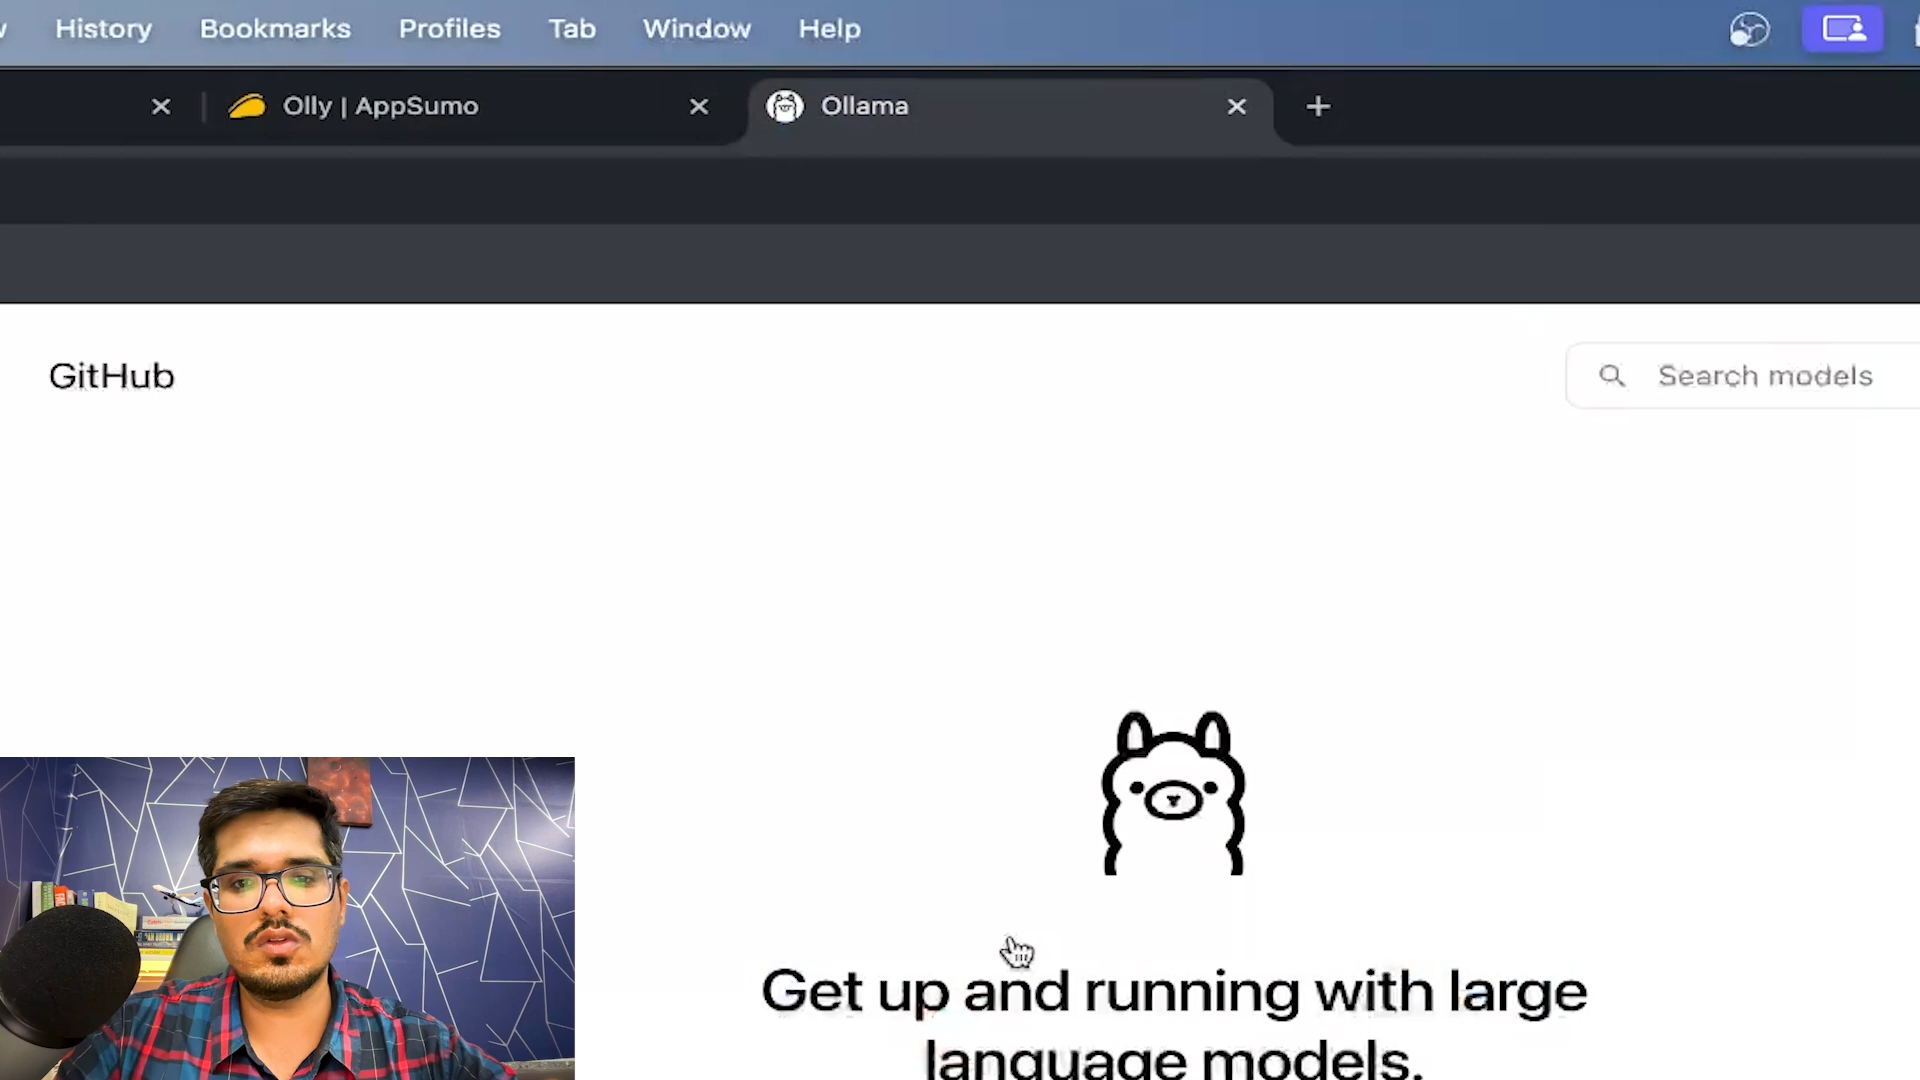 History Bookmarks Profiles Tab Window Help
Olly | AppSumo
Ollama
GitHub
Search models
Get up and running with large
language models.